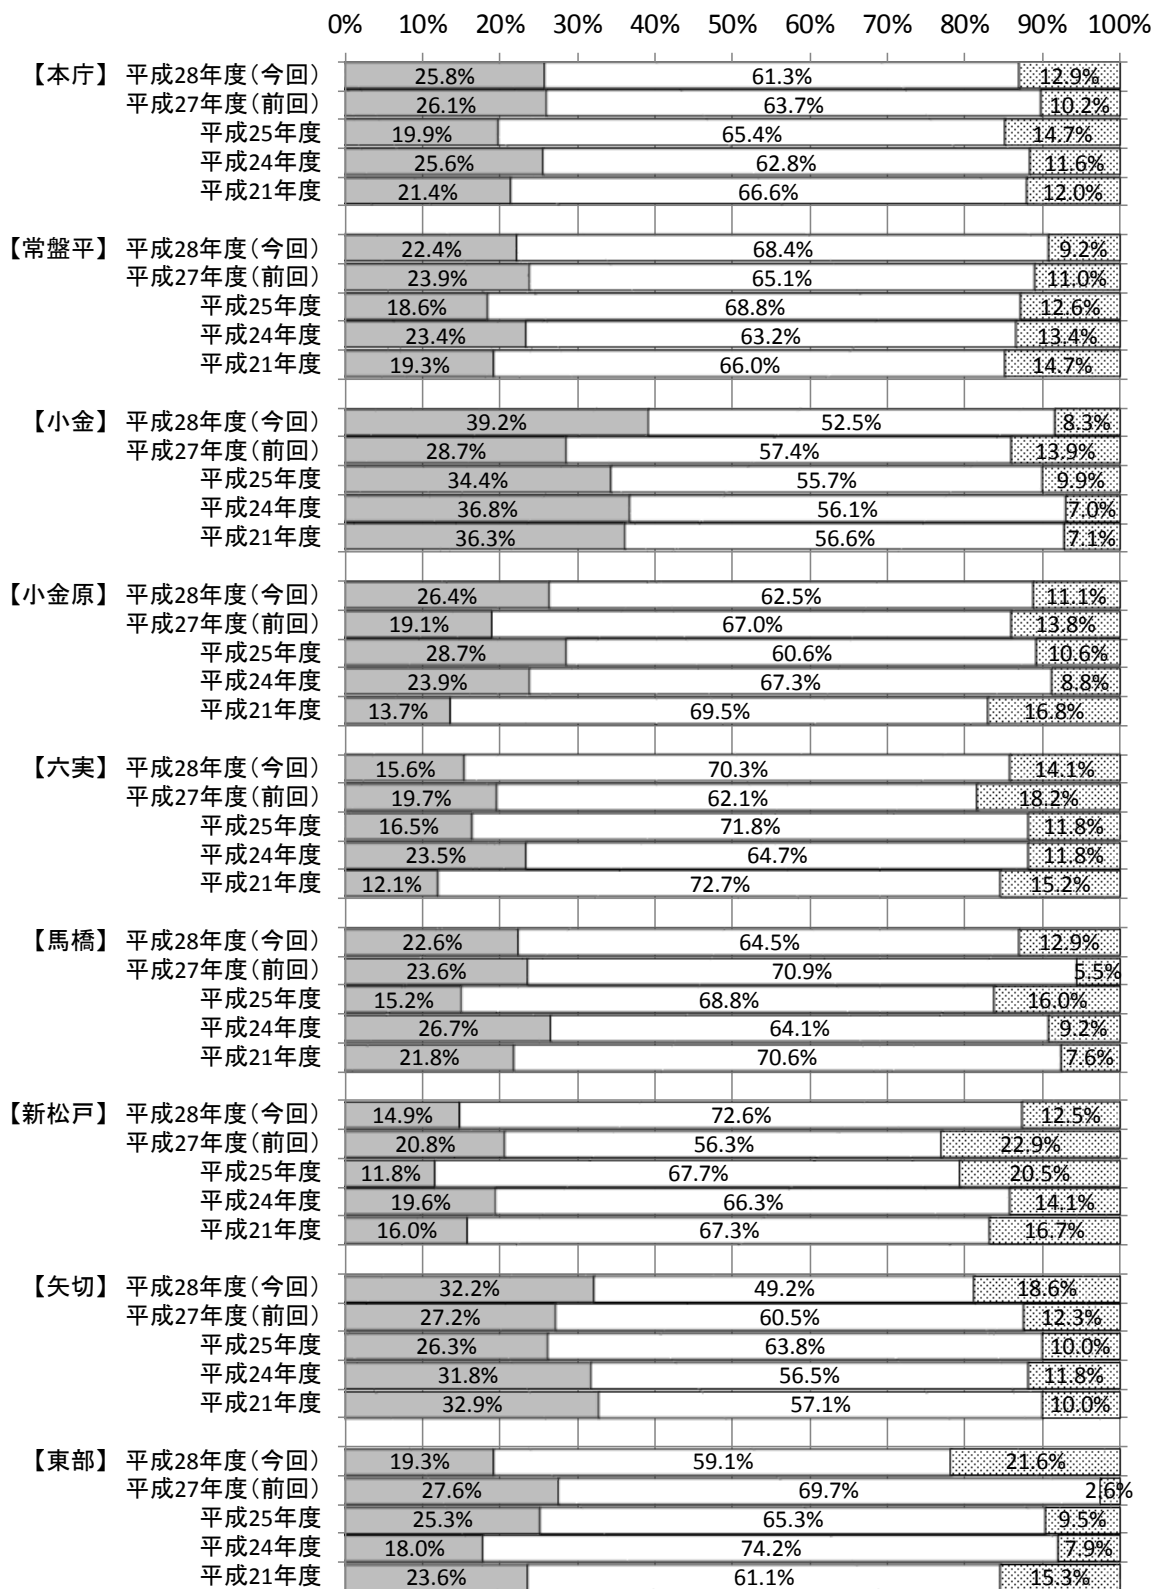 0% 10% 20% 30% 40% 50% 60% 70% 80% 90% 100%
【本庁】 平成28年度(今回) 25.8% 61.3% 12.9%
平成27年度(前回) 26.1% 63.7% 10.2%
平成25年度 19.9% 65.4% 14.7%
平成24年度 25.6% 62.8% 11.6%
平成21年度 21.4% 66.6% 12.0%
【常盤平】 平成28年度(今回) 22.4% 68.4% 9.2%
平成27年度(前回) 23.9% 65.1% 11.0%
平成25年度 18.6% 68.8% 12.6%
平成24年度 23.4% 63.2% 13.4%
平成21年度 19.3% 66.0% 14.7%
【小金】 平成28年度(今回) 39.2% 52.5% 8.3%
平成27年度(前回) 28.7% 57.4% 13.9%
平成25年度 34.4% 55.7% 9.9%
平成24年度 36.8% 56.1% 7.0%
平成21年度 36.3% 56.6% 7.1%
【小金原】 平成28年度(今回) 26.4% 62.5% 11.1%
平成27年度(前回) 19.1% 67.0% 13.8%
平成25年度 28.7% 60.6% 10.6%
平成24年度 23.9% 67.3% 8.8%
平成21年度 13.7% 69.5% 16.8%
【六実】 平成28年度(今回) 15.6% 70.3% 14.1%
平成27年度(前回) 19.7% 62.1% 18.2%
平成25年度 16.5% 71.8% 11.8%
平成24年度 23.5% 64.7% 11.8%
平成21年度 12.1% 72.7% 15.2%
【馬橋】 平成28年度(今回) 22.6% 64.5% 12.9%
平成27年度(前回) 23.6% 70.9% 5.5%
平成25年度 15.2% 68.8% 16.0%
平成24年度 26.7% 64.1% 9.2%
平成21年度 21.8% 70.6% 7.6%
【新松戸】 平成28年度(今回) 14.9% 72.6% 12.5%
平成27年度(前回) 20.8% 56.3% 22.9%
平成25年度 11.8% 67.7% 20.5%
平成24年度 19.6% 66.3% 14.1%
平成21年度 16.0% 67.3% 16.7%
【矢切】 平成28年度(今回) 32.2% 49.2% 18.6%
平成27年度(前回) 27.2% 60.5% 12.3%
平成25年度 26.3% 63.8% 10.0%
平成24年度 31.8% 56.5% 11.8%
平成21年度 32.9% 57.1% 10.0%
【東部】 平成28年度(今回) 19.3% 59.1% 21.6%
平成27年度(前回) 27.6% 69.7% 2.6%
平成25年度 25.3% 65.3% 9.5%
平成24年度 18.0% 74.2% 7.9%
平成21年度 23.6% 61.1% 15.3%